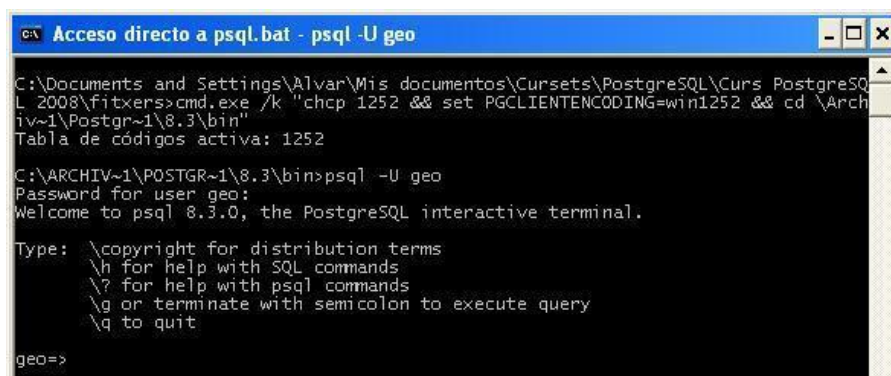 Acceso directo a psql.bat - psql -U geo
C:\Documents and Settings\Alvar\Mis documentos\Cursets\PostgreSQL\Curs PostgreSQ
L 2008\fitxers>cmd.exe /k "chcp 1252 && set PGCLIENTENCODING=win1252 && cd \Arch
iv~1\Postgr~1\8.3\bin"
Tabla de códigos activa: 1252
C:\ARCHIV~1\POSTGR~1\8.3\bin>psql -U geo
Password for user geo:
Welcome to psql 8.3.0, the PostgreSQL interactive terminal.
Type:  \copyright for distribution terms
\h for help with SQL commands
\? for help with psql commands
\g or terminate with semicolon to execute query
\q to quit
geo=>